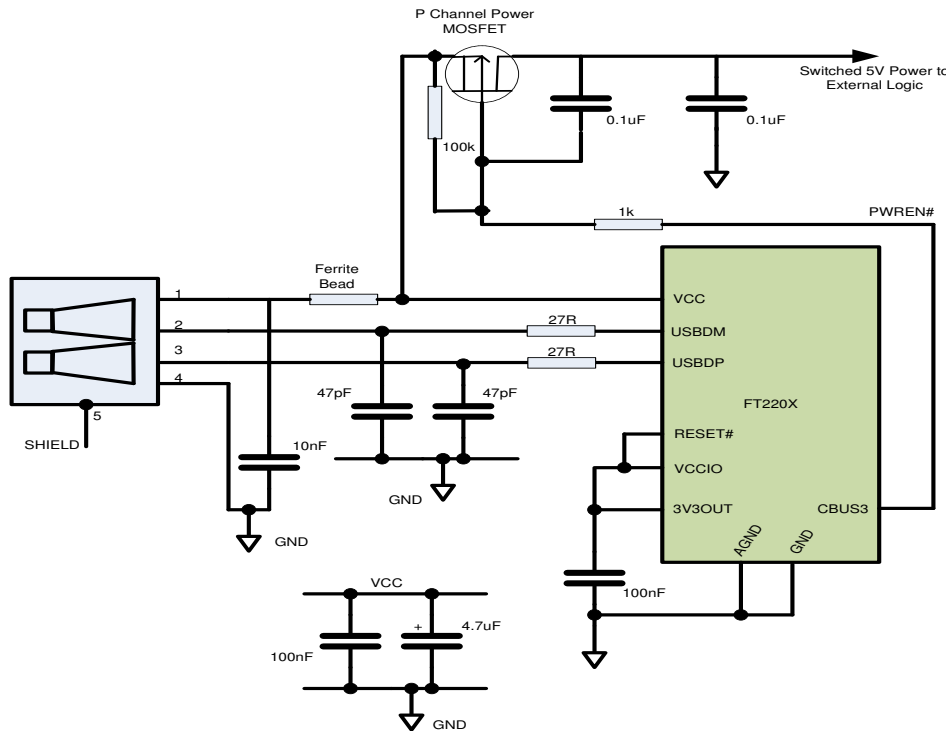 P Channel Power
MOSFET
Switched 5V Power to
External Logic
0.1uF
0.1uF
100k
1k
PWREN#
Ferrite
Bead
1
VCC
2
27R
USBDM
3
27R
USBDP
4
47pF
47pF
FT220X
5
SHIELD
10nF
RESET#
VCCIO
GND
3V3OUT
CBUS3
GND
AGND
GND
100nF
VCC
+
4.7uF
100nF
GND